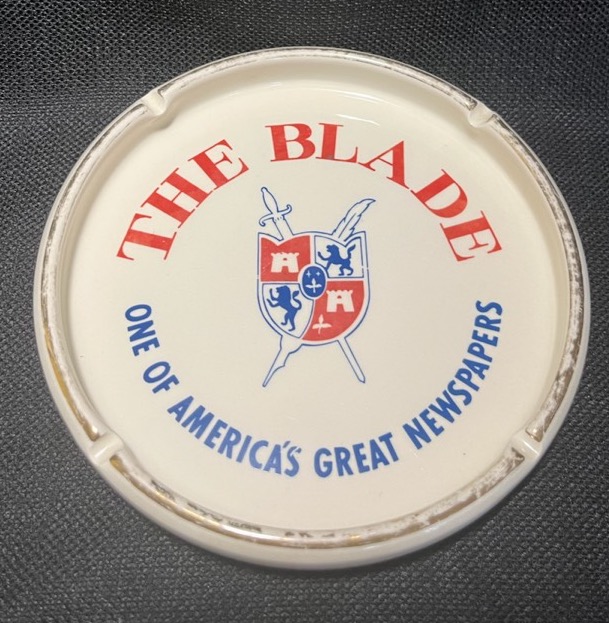 THE BLADE
ONE OF AMERICA'S GREAT NEWSPAPERS